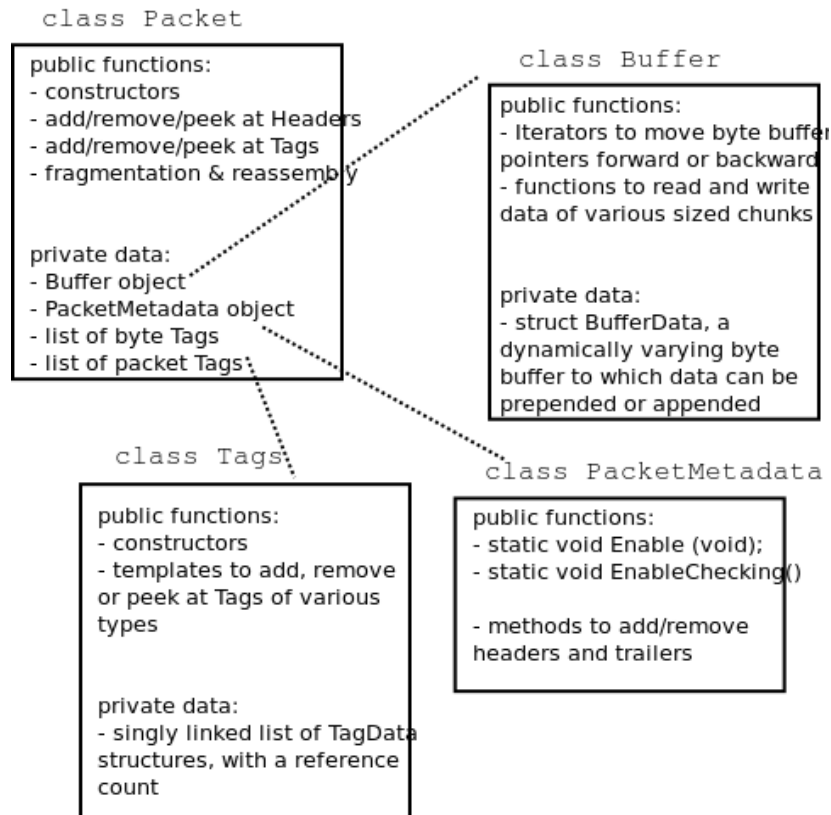 class Packet
public functions:
- constructors
- add/remove/peek at Headers
- add/remove/peek at Tags
- fragmentation & reassembly
private data:
- Buffer object
- PacketMetadata object
- list of byte Tags
- list of packet Tags
class Buffer
public functions:
- Iterators to move byte buffer
pointers forward or backward
- functions to read and write
data of various sized chunks
private data:
- struct BufferData, a
dynamically varying byte
buffer to which data can be
prepended or appended
class Tags
public functions:
- constructors
- templates to add, remove
or peek at Tags of various
types
private data:
- singly linked list of TagData
structures, with a reference
count
class PacketMetadata
public functions:
- static void Enable (void);
- static void EnableChecking()
- methods to add/remove
headers and trailers